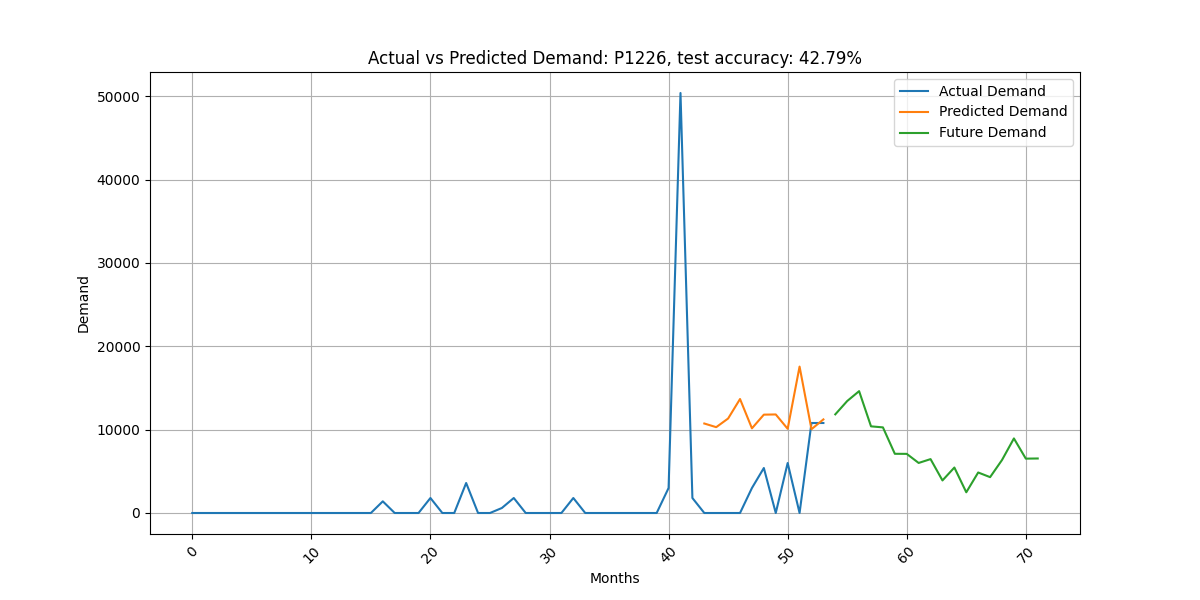 Actual vs Predicted Demand: P1226, test accuracy: 42.79%
Actual Demand
Predicted Demand
Future Demand
Demand
50000
40000
30000
20000
10000
0
0 10 20 30 40 50 60 70
Months